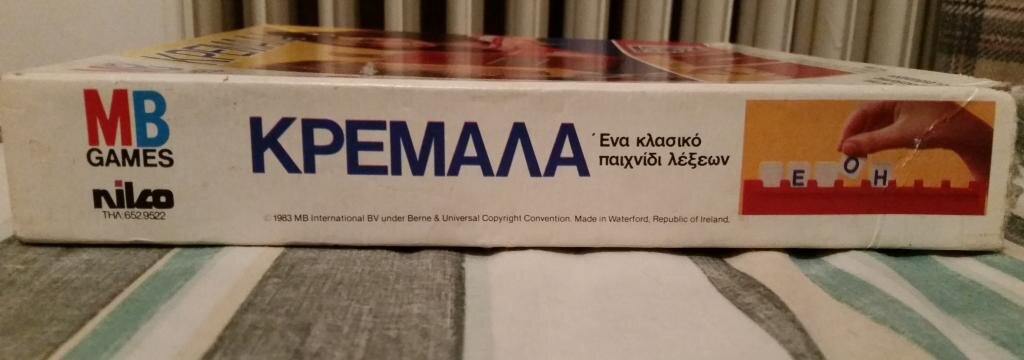 ΚΡΕΜΑΛΑ
MB
GAMES
nilco
ΤΗΛ: 652.9522
ΚΡΕΜΑΛΑ
Ένα κλασικό
παιχνίδι λέξεων
© 1983 MB International BV under Berne & Universal Copyright Convention. Made in Waterford, Republic of Ireland.
Ε Ο Η